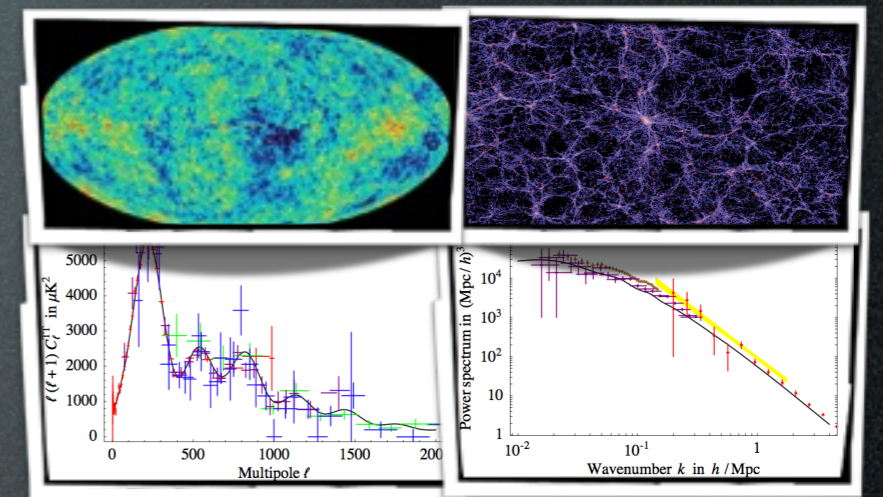 5000
4000
3000
2000
1000
0
ℓ (ℓ + 1) C_ℓ^TT in μK²
0 500 1000 1500 200
Multipole ℓ
10⁴
10³
10²
10
1
Power spectrum in (Mpc / h)³
10⁻² 10⁻¹ 1
Wavenumber k in h / Mpc